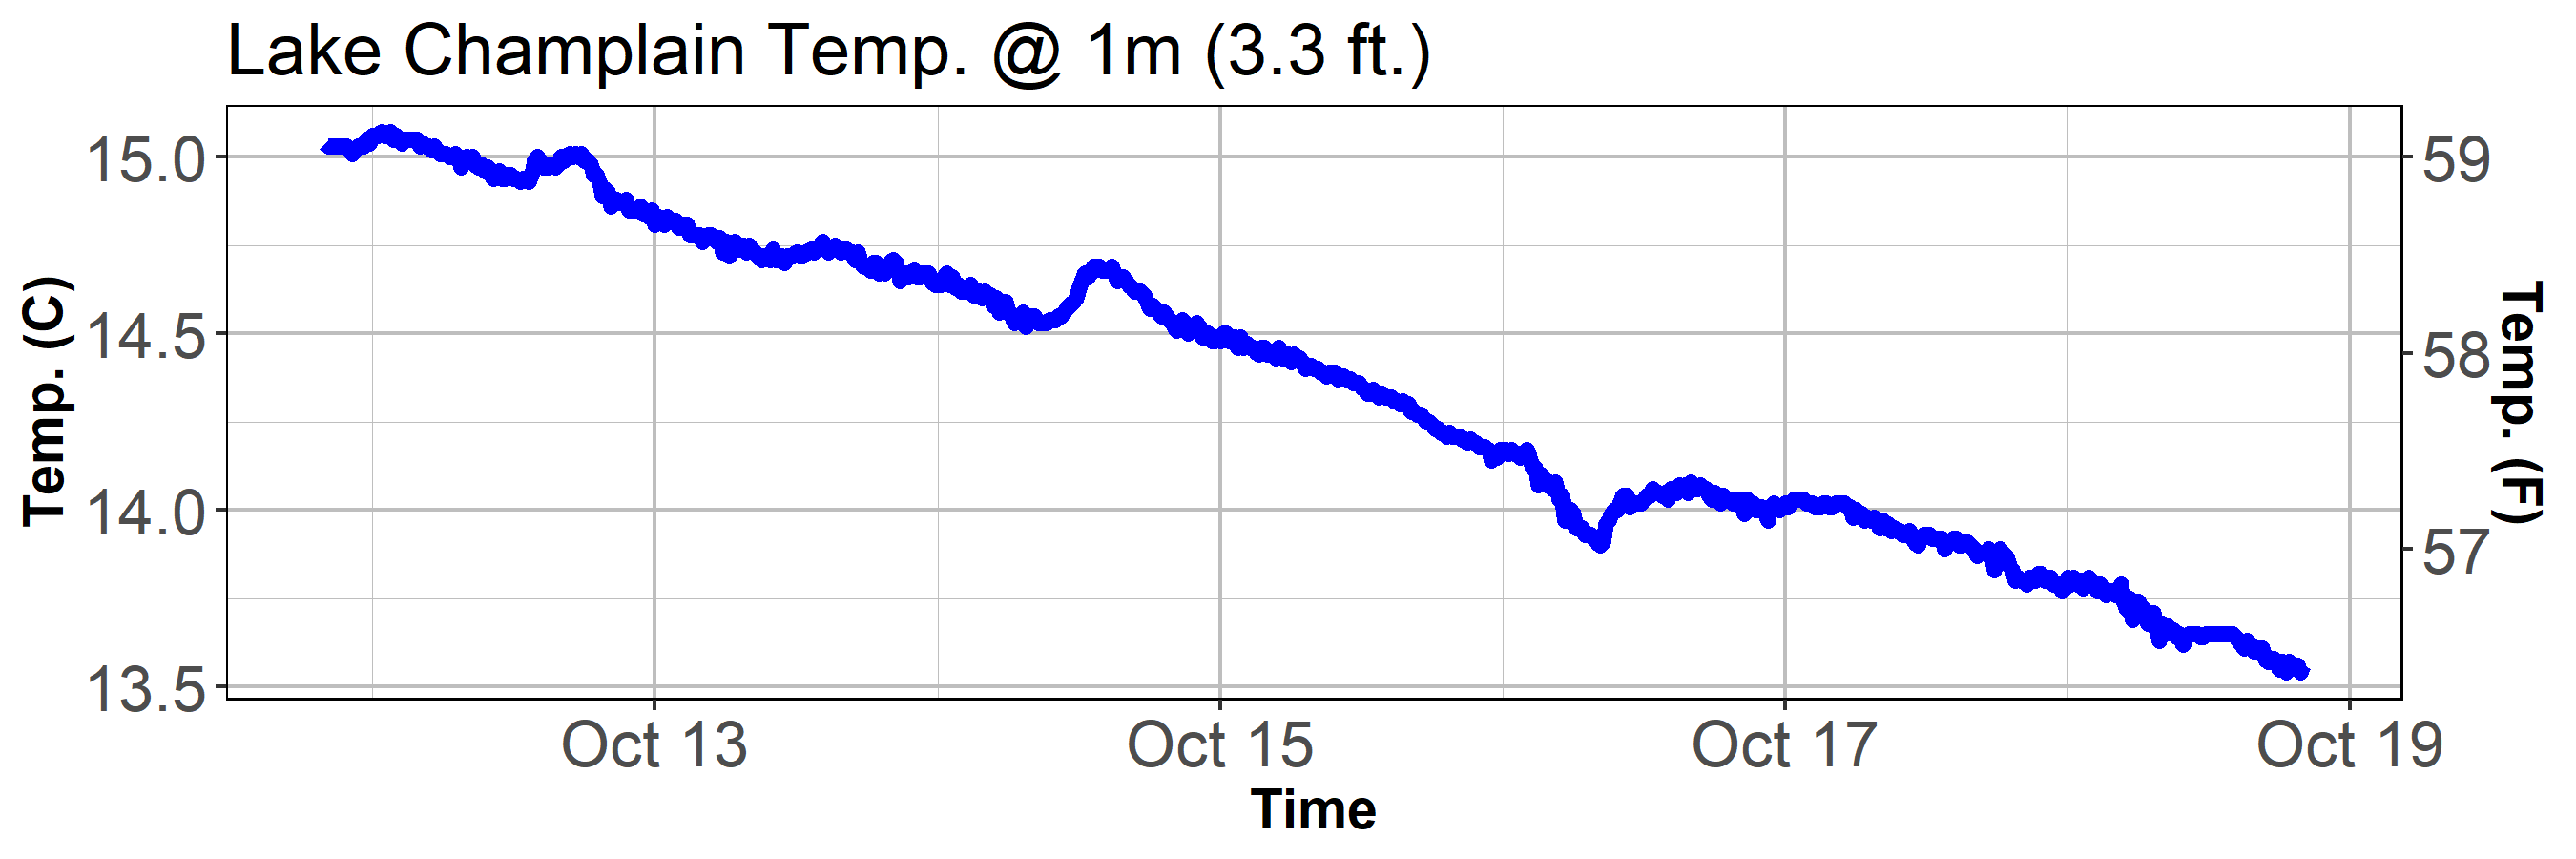 Lake Champlain Temp. @ 1m (3.3 ft.)
Temp. (C)
15.0
14.5
14.0
13.5
59
58
57
Temp. (F)
Oct 13
Oct 15
Oct 17
Oct 19
Time